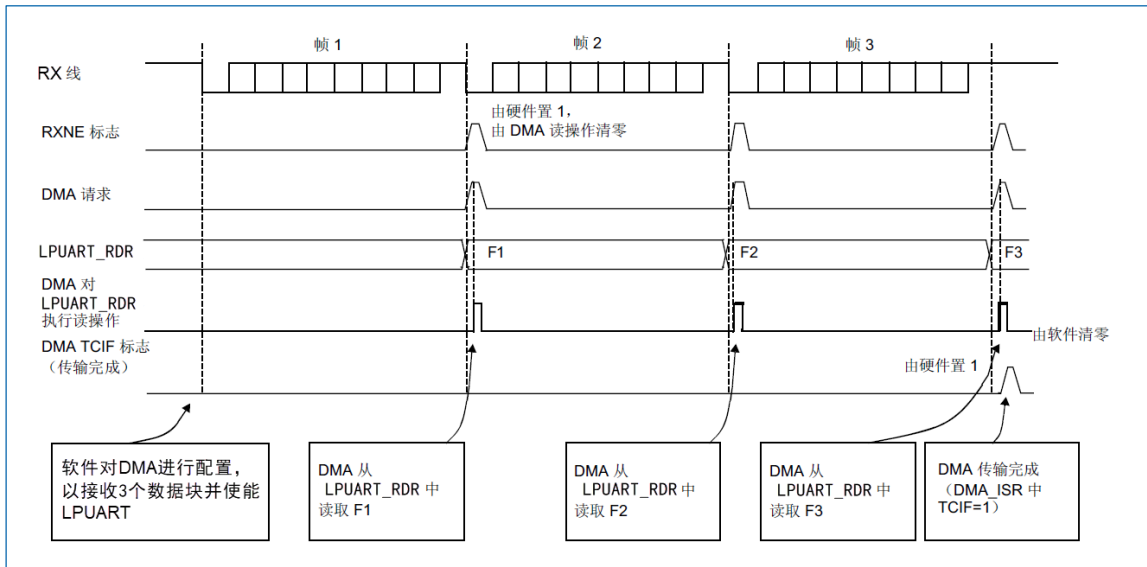 帧 1
帧 2
帧 3
RX 线
由硬件置 1，
由 DMA 读操作清零
RXNE 标志
DMA 请求
LPUART_RDR
F1
F2
F3
DMA 对
LPUART_RDR
执行读操作
由软件清零
DMA TCIF 标志
（传输完成）
由硬件置 1
软件对DMA进行配置，
以接收3个数据块并使能
LPUART
DMA 从
LPUART_RDR 中
读取 F1
DMA 从
LPUART_RDR 中
读取 F2
DMA 从
LPUART_RDR 中
读取 F3
DMA 传输完成
（DMA_ISR 中
TCIF=1）